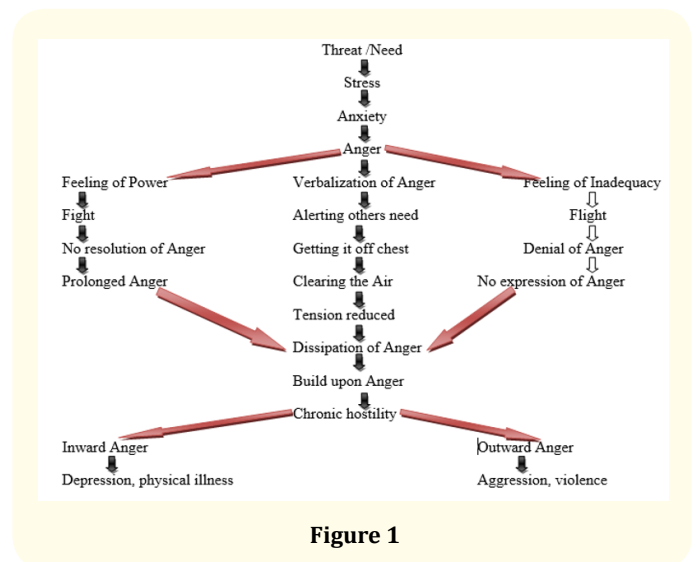 Threat /Need
Stress
Anxiety
Anger
Feeling of Power Verbalization of Anger Feeling of Inadequacy
Fight Alerting others need Flight
No resolution of Anger Getting it off chest Denial of Anger
Prolonged Anger Clearing the Air No expression of Anger
Tension reduced
Dissipation of Anger
Build upon Anger
Chronic hostility
Inward Anger Outward Anger
Depression, physical illness Aggression, violence
Figure 1